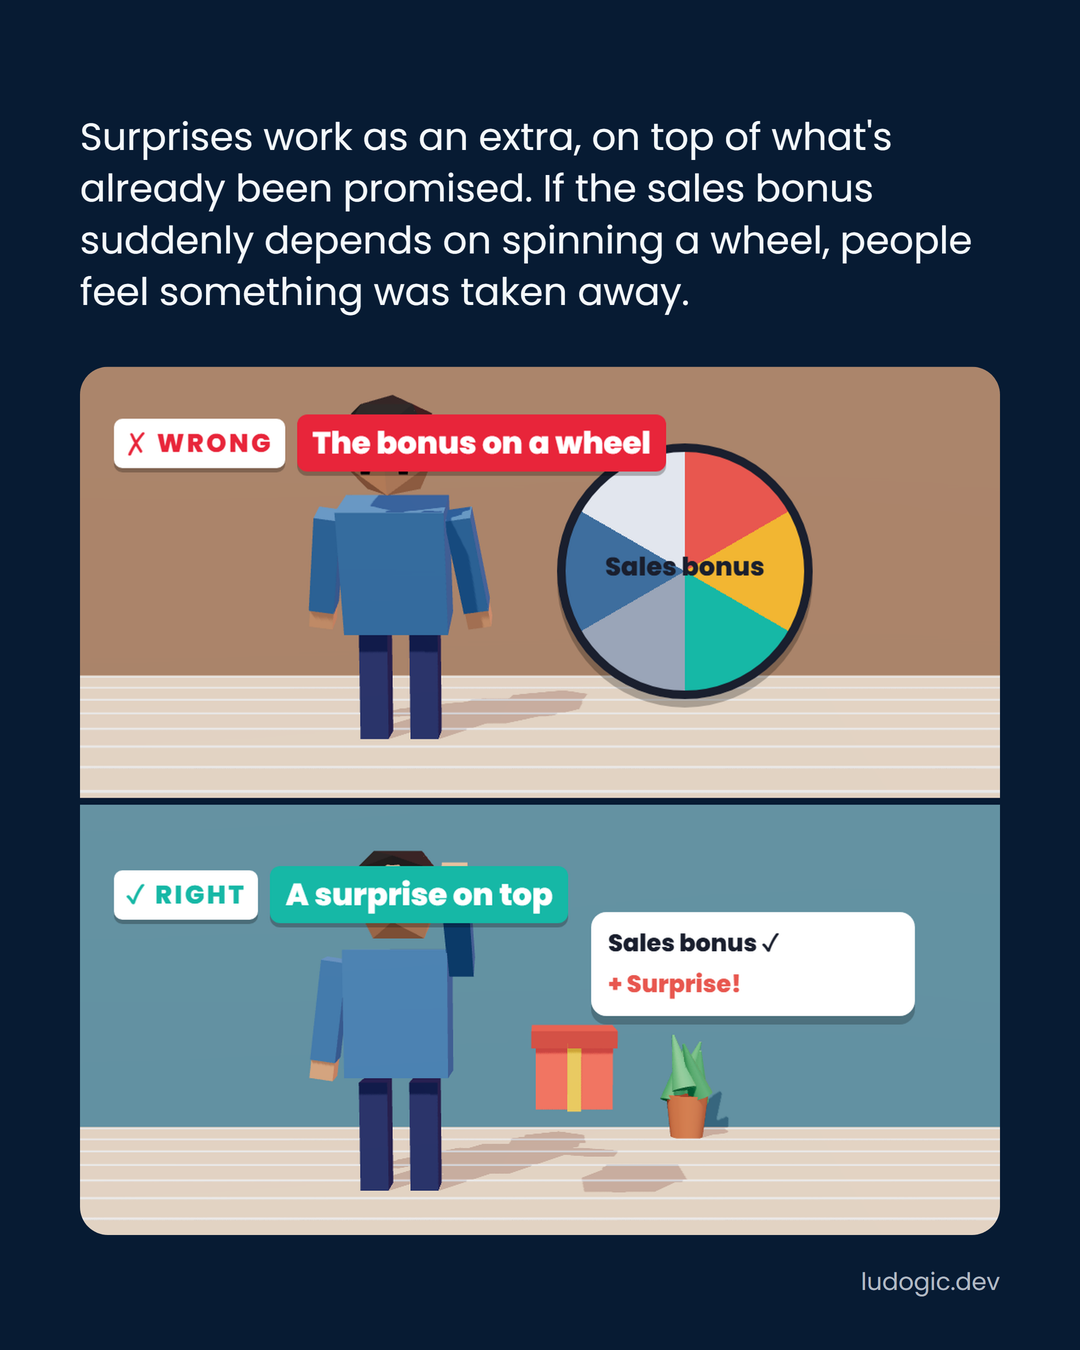 Surprises work as an extra, on top of what's
already been promised. If the sales bonus
suddenly depends on spinning a wheel, people
feel something was taken away.
✗ WRONG
The bonus on a wheel
Sales bonus
✓ RIGHT
A surprise on top
Sales bonus ✓
+ Surprise!
ludogic.dev